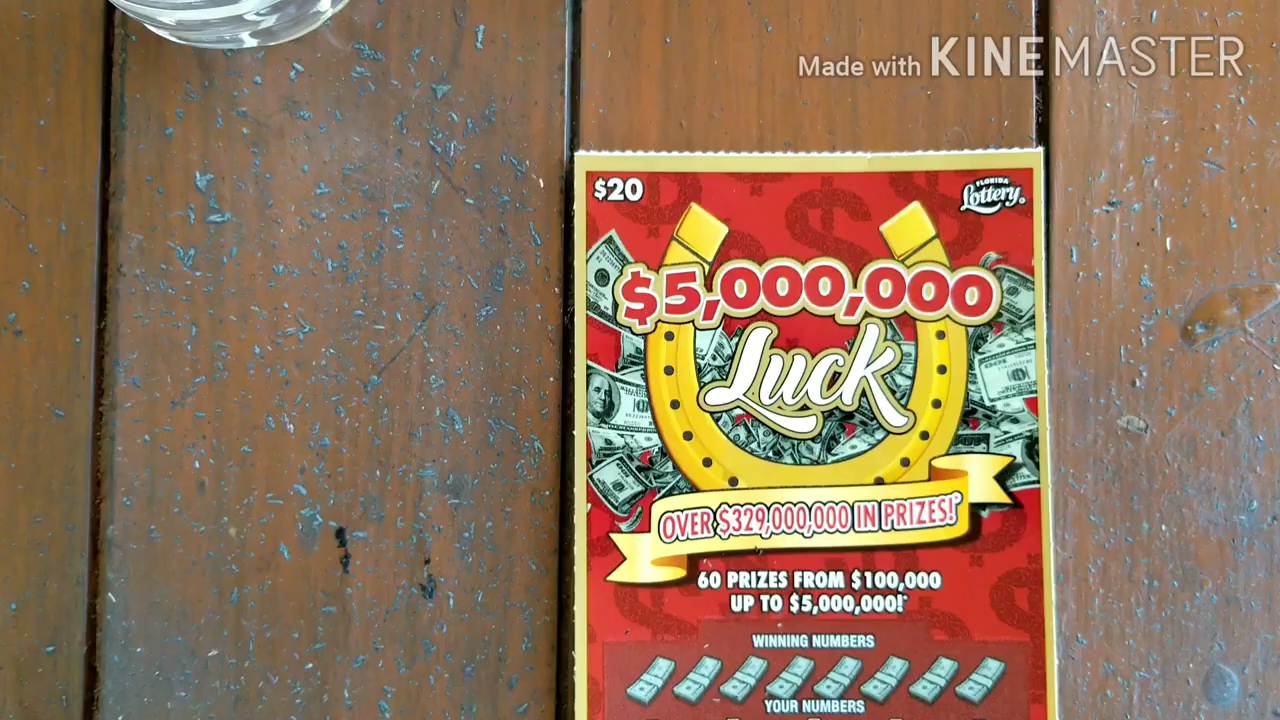 Made with KINEMASTER
$20
FLORIDA
Lottery
$5,000,000
Luck
OVER $329,000,000 IN PRIZES!*
60 PRIZES FROM $100,000
UP TO $5,000,000!*
WINNING NUMBERS
YOUR NUMBERS